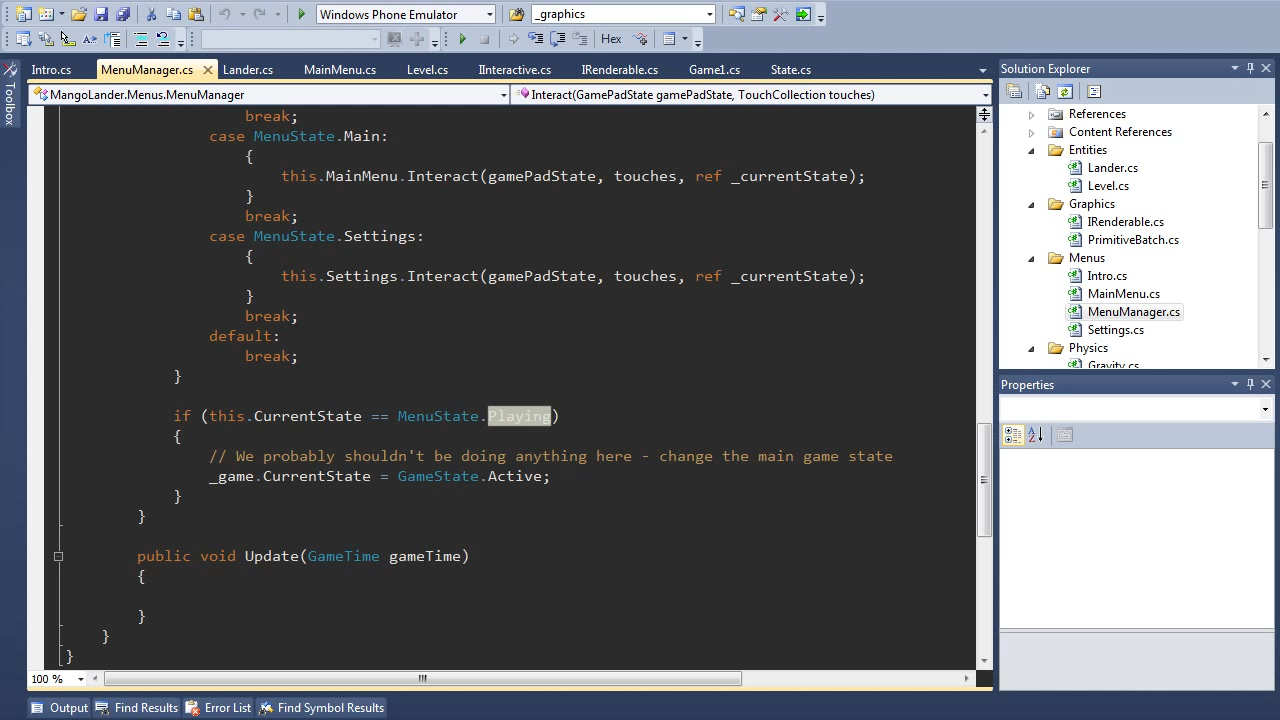 Windows Phone Emulator
_graphics
Hex
Intro.cs
MenuManager.cs
Lander.cs
MainMenu.cs
Level.cs
IInteractive.cs
IRenderable.cs
Game1.cs
State.cs
MangoLander.Menus.MenuManager
Interact(GamePadState gamePadState, TouchCollection touches)
Toolbox
break;
case MenuState.Main:
{
this.MainMenu.Interact(gamePadState, touches, ref _currentState);
}
break;
case MenuState.Settings:
{
this.Settings.Interact(gamePadState, touches, ref _currentState);
}
break;
default:
break;
}
if (this.CurrentState == MenuState.Playing)
{
// We probably shouldn't be doing anything here - change the main game state
_game.CurrentState = GameState.Active;
}
}
public void Update(GameTime gameTime)
{
}
}
}
100 %
Solution Explorer
References
Content References
Entities
Lander.cs
Level.cs
Graphics
IRenderable.cs
PrimitiveBatch.cs
Menus
Intro.cs
MainMenu.cs
MenuManager.cs
Settings.cs
Physics
Gravity.cs
Properties
Output
Find Results
Error List
Find Symbol Results